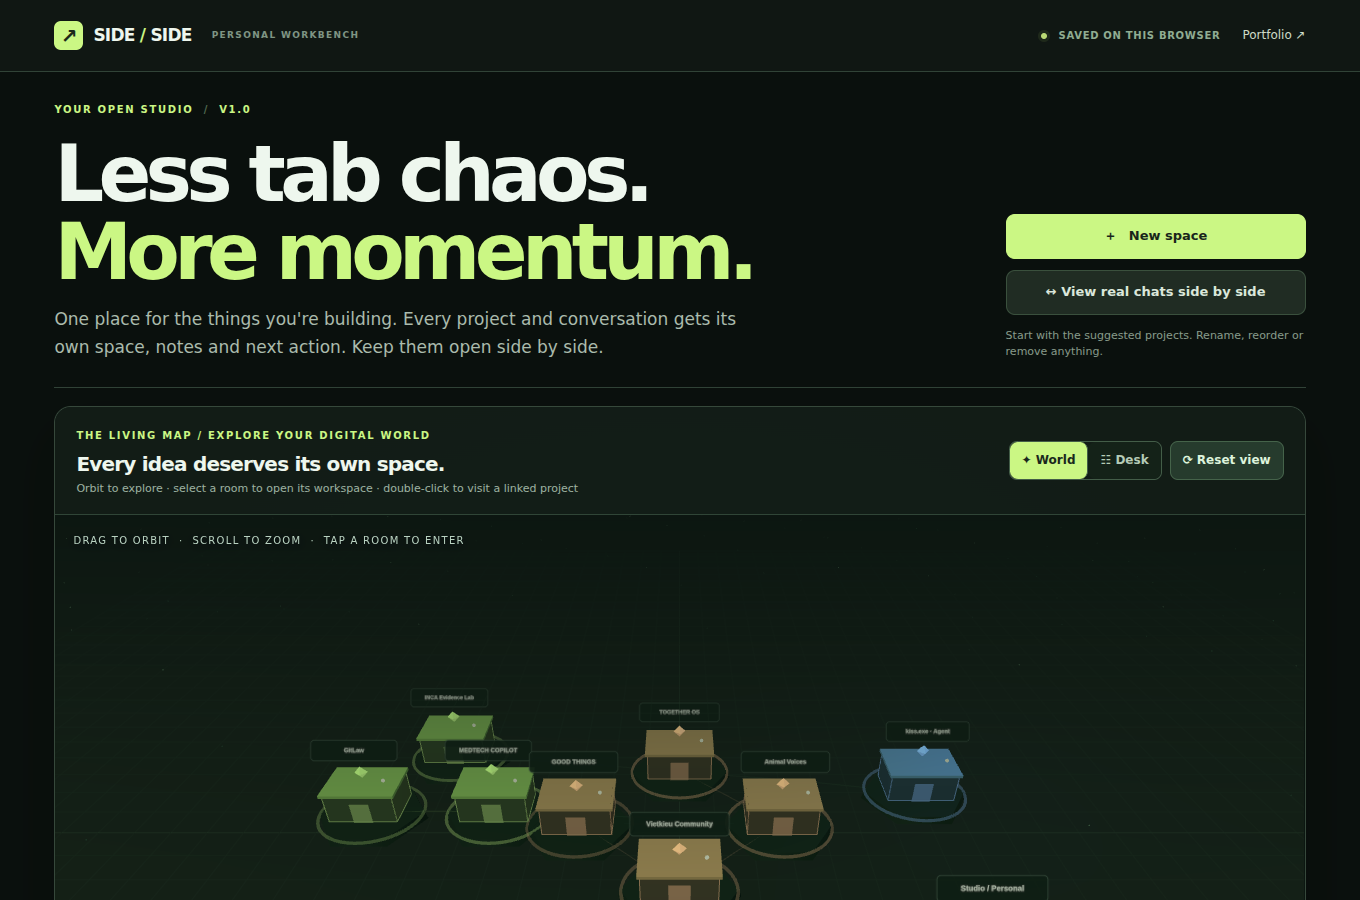 ↗ SIDE / SIDE PERSONAL WORKBENCH
SAVED ON THIS BROWSER Portfolio ↗
YOUR OPEN STUDIO / V1.0
Less tab chaos.
More momentum.
One place for the things you're building. Every project and conversation gets its
own space, notes and next action. Keep them open side by side.
+ New space
↔ View real chats side by side
Start with the suggested projects. Rename, reorder or
remove anything.
THE LIVING MAP / EXPLORE YOUR DIGITAL WORLD
Every idea deserves its own space.
Orbit to explore · select a room to open its workspace · double-click to visit a linked project
✦ World
☷ Desk
⟳ Reset view
DRAG TO ORBIT · SCROLL TO ZOOM · TAP A ROOM TO ENTER
Evidence Lab
TOGETHER OS
GitLaw
MEDTECH COPILOT
GOOD THINGS
Animal Voices
hiss.exe · Agent
Vietkieu Community
Studio / Personal